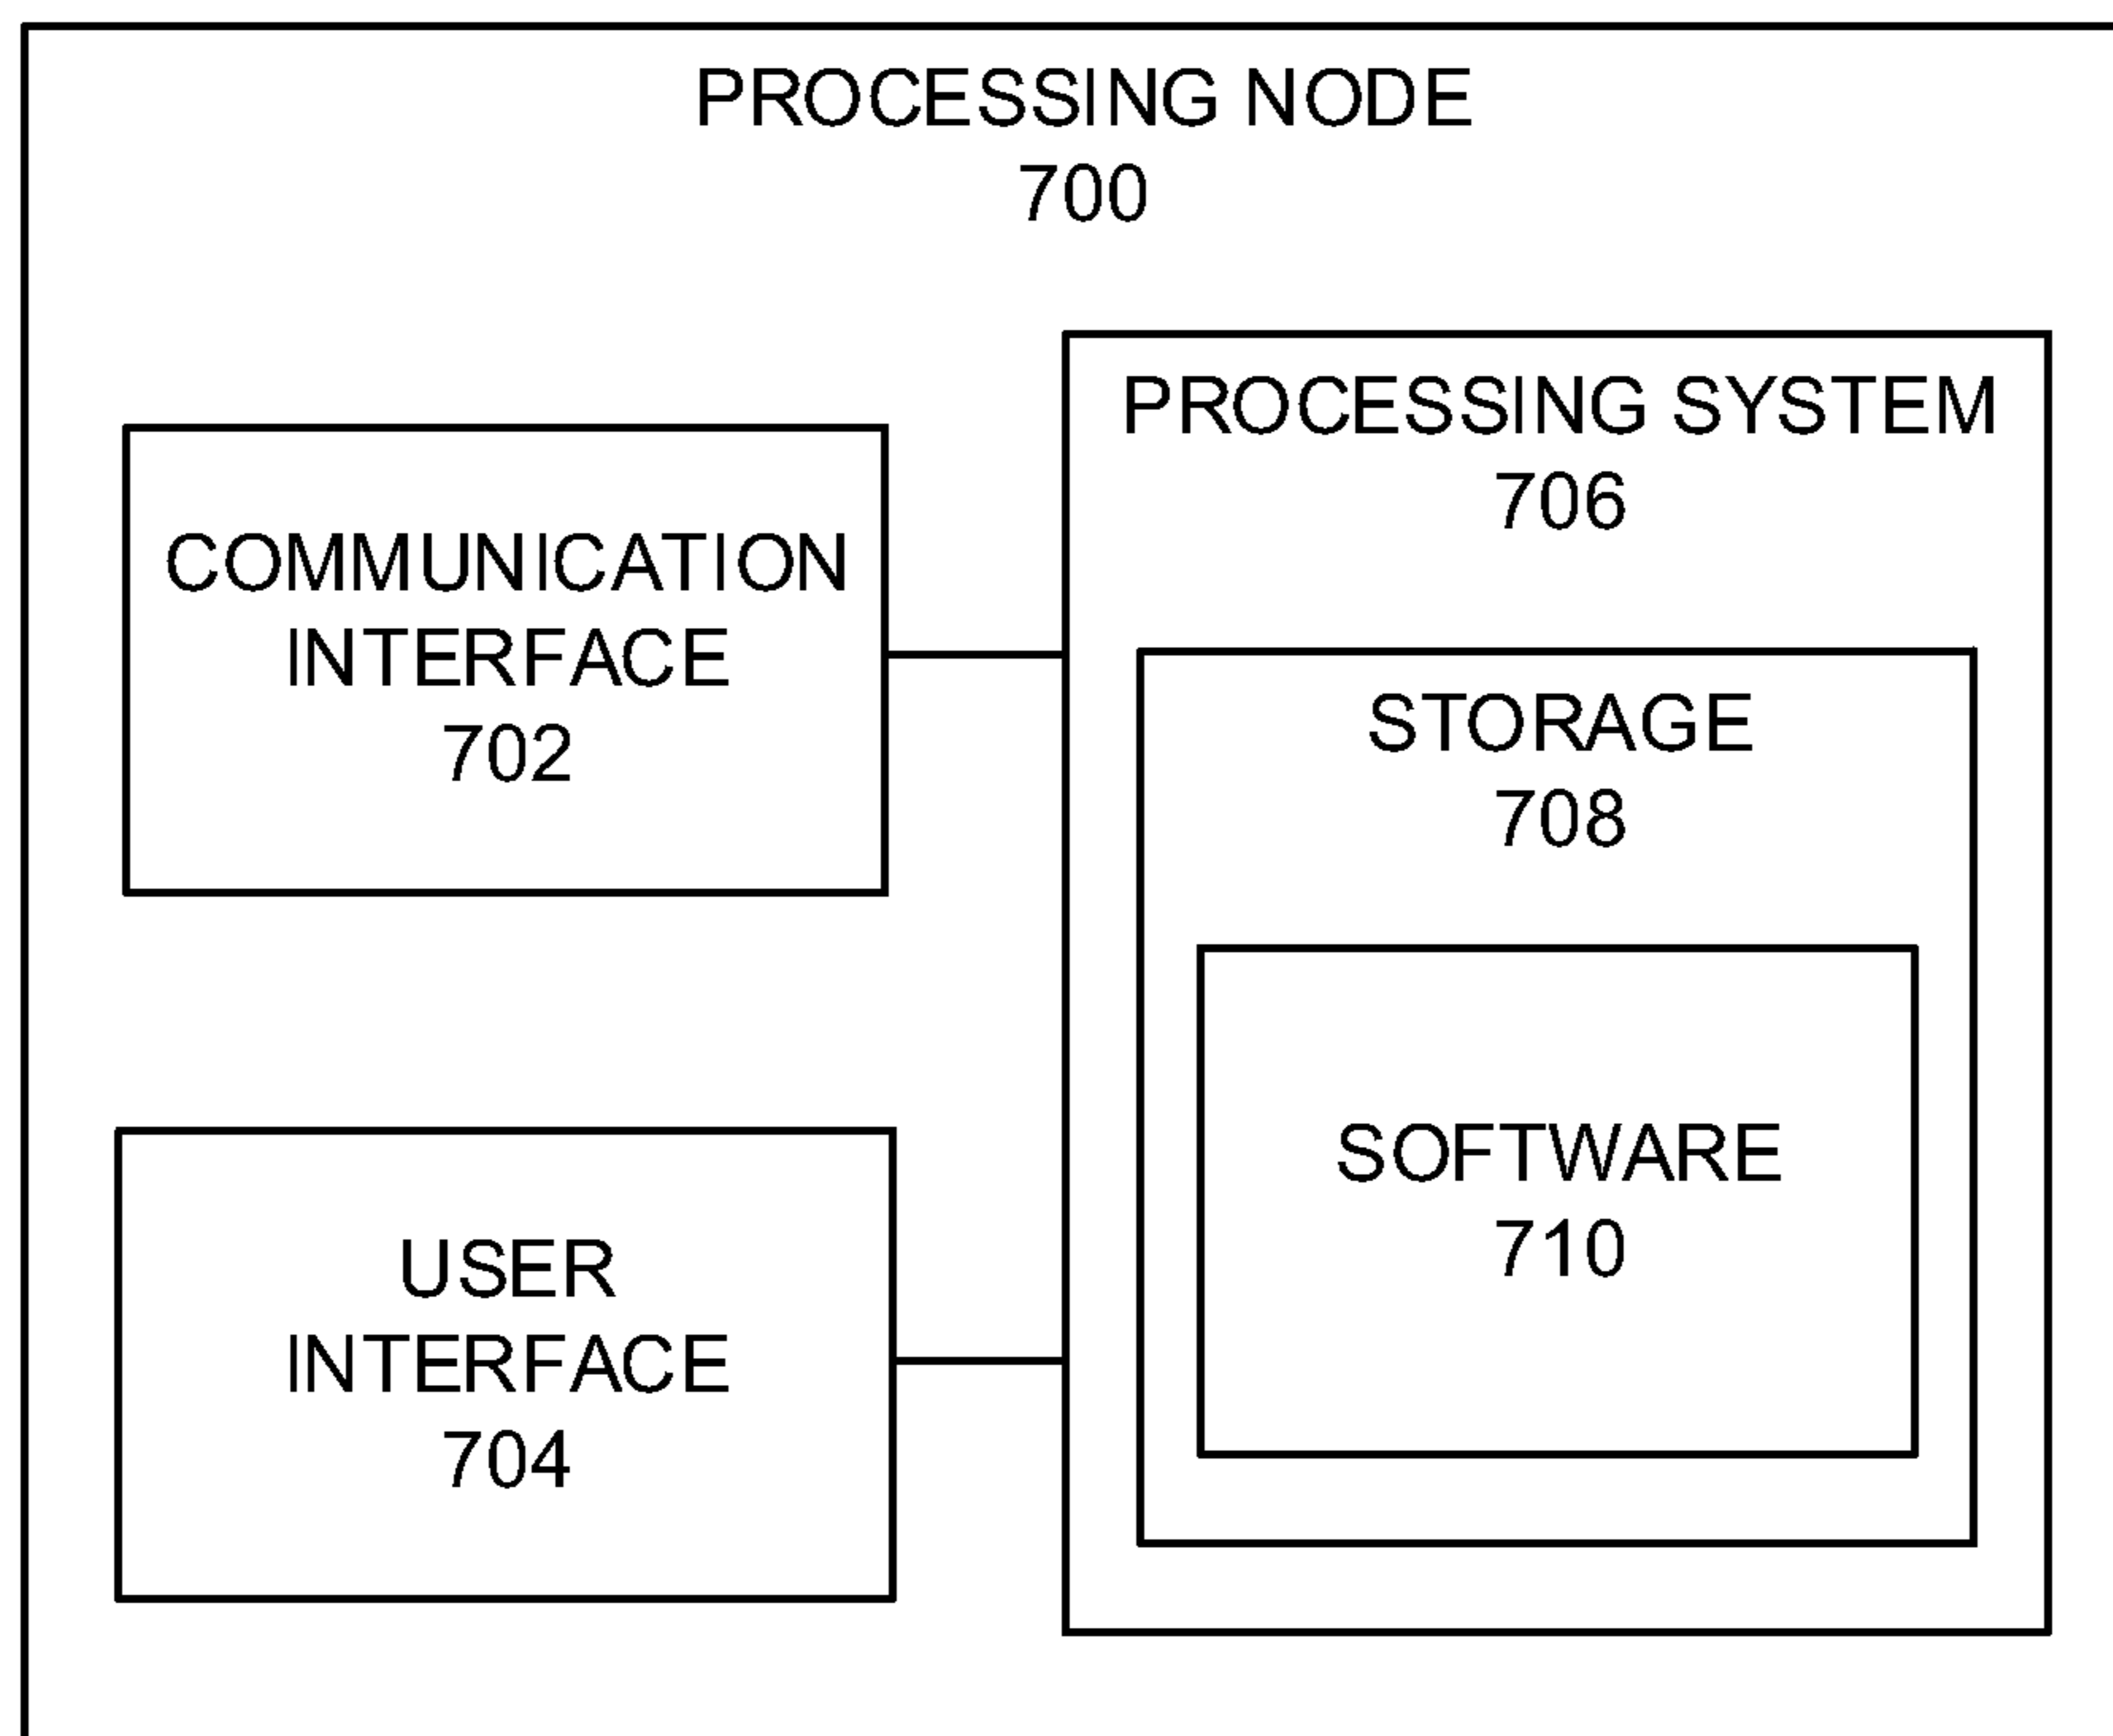 PROCESSING NODE
700
COMMUNICATION
INTERFACE
702
USER
INTERFACE
704
PROCESSING SYSTEM
706
STORAGE
708
SOFTWARE
710